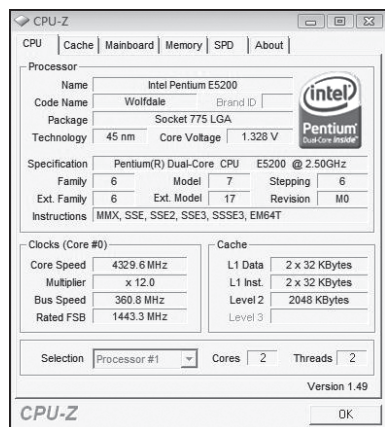 CPU-Z
CPU Cache Mainboard Memory SPD About
Processor
Name Intel Pentium E5200
Code Name Wolfdale Brand ID
Package Socket 775 LGA
Technology 45 nm Core Voltage 1.328 V
(intel)
Pentium
Dual-Core inside
Specification Pentium(R) Dual-Core CPU E5200 @ 2.50GHz
Family 6 Model 7 Stepping 6
Ext. Family 6 Ext. Model 17 Revision M0
Instructions MMX, SSE, SSE2, SSE3, SSSE3, EM64T
Clocks (Core #0)
Core Speed 4329.6 MHz
Multiplier x 12.0
Bus Speed 360.8 MHz
Rated FSB 1443.3 MHz
Cache
L1 Data 2 x 32 KBytes
L1 Inst. 2 x 32 KBytes
Level 2 2048 KBytes
Level 3
Selection Processor #1 Cores 2 Threads 2
Version 1.49
CPU-Z OK